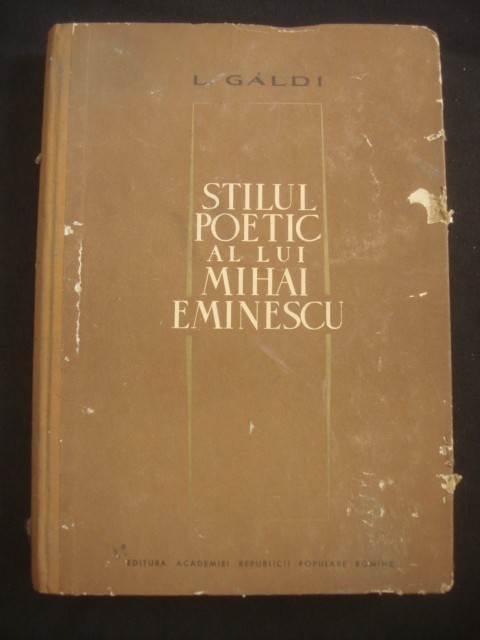 L. GÁLDI
STILUL
POETIC
AL LUI
MIHAI
EMINESCU
EDITURA ACADEMIEI REPUBLICII POPULARE ROMÎNE